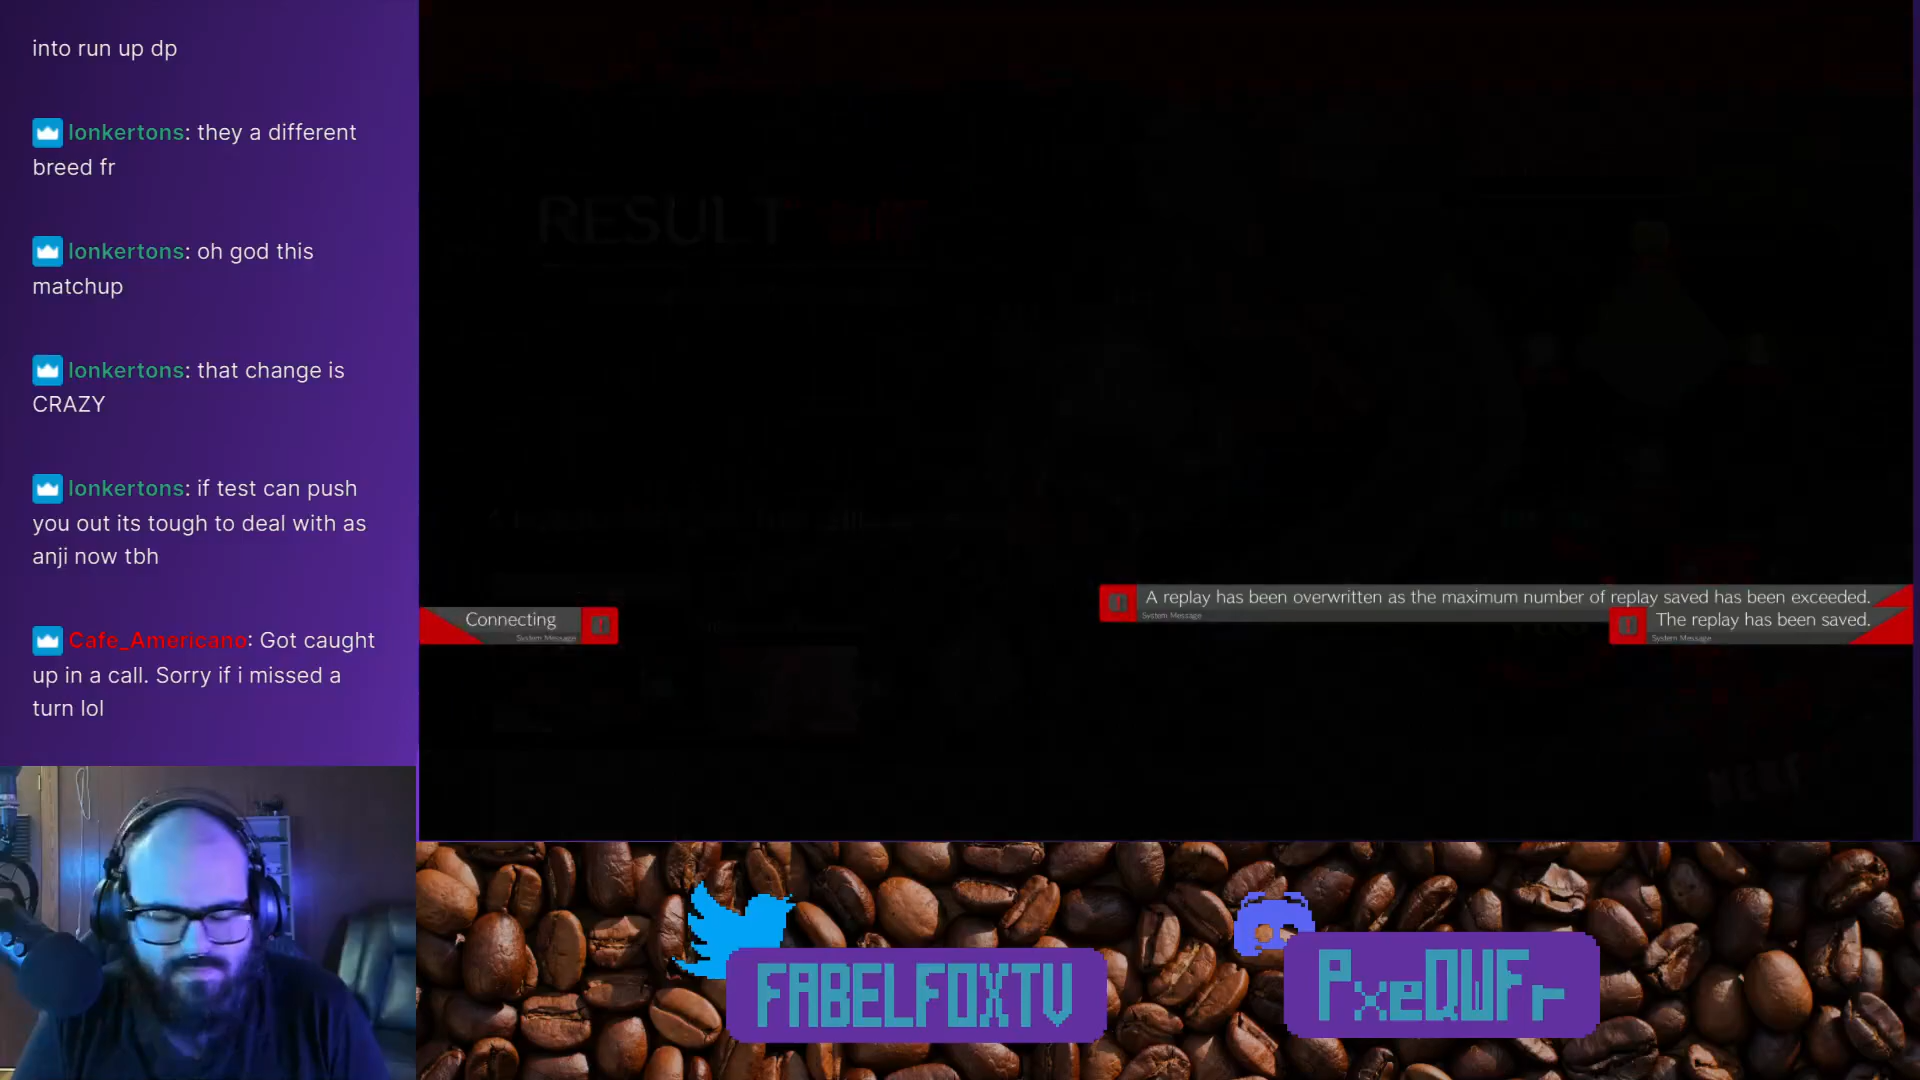 into run up dp
lonkertons: they a different
breed fr
lonkertons: oh god this
matchup
lonkertons: that change is
CRAZY
lonkertons: if test can push
you out its tough to deal with as
anji now tbh
Cafe_Americano: Got caught
up in a call. Sorry if i missed a
turn lol
RESULT
Connecting
System Message
A replay has been overwritten as the maximum number of replay saved has been exceeded.
System Message
The replay has been saved.
System Message
FABELFOXTV
PxeQWFr